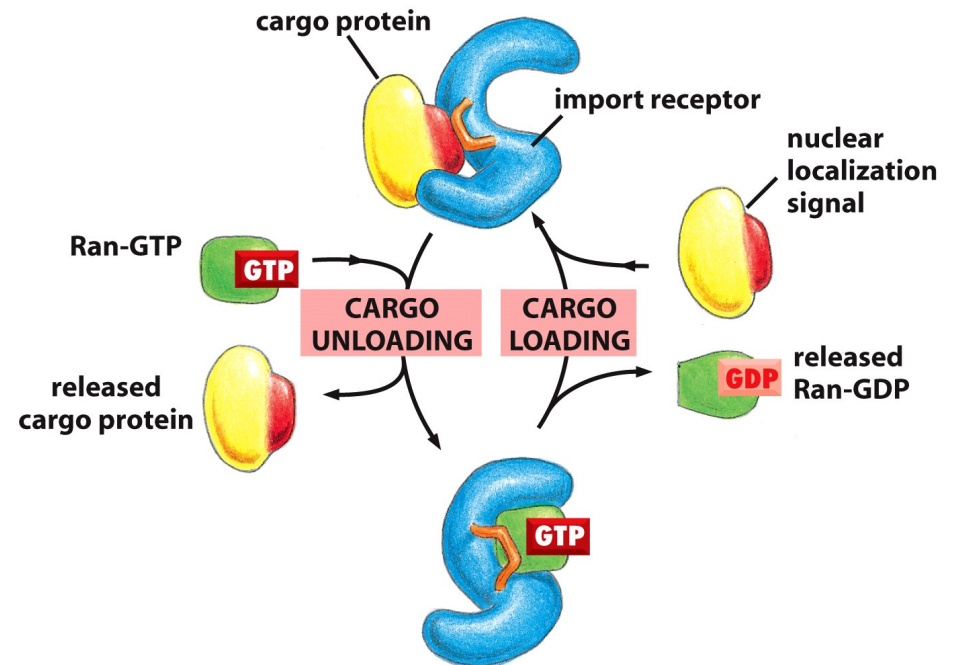 cargo protein
import receptor
nuclear
localization
signal
Ran-GTP
GTP
CARGO
UNLOADING
CARGO
LOADING
released
cargo protein
GDP
released
Ran-GDP
GTP